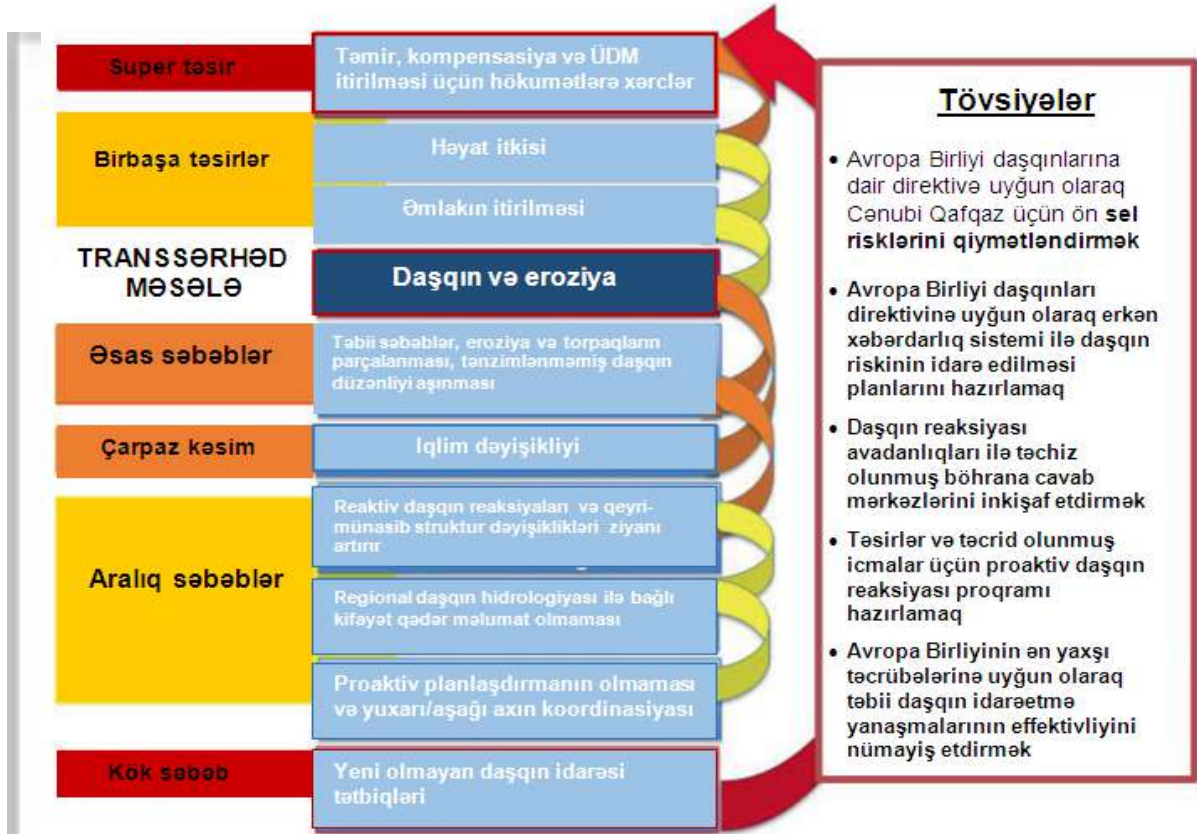 Super təsir
Təmir, kompensasiya və ÜDM
itirilməsi üçün hökumətlərə xərclər
Birbaşa təsirlər
Həyat itkisi
Əmlakın itirilməsi
TRANSSƏRHƏD
MƏSƏLƏ
Daşqın və eroziya
Əsas səbəblər
Təbii səbəblər, eroziya və torpaqların
parçalanması, tənzimlənməmiş daşqın
düzənliyi aşınması
Çarpaz kəsim
Iqlim dəyişikliyi
Aralıq səbəblər
Reaktiv daşqın reaksiyaları və qeyri-
münasib struktur dəyişiklikləri ziyanı
artırır
Regional daşqın hidrologiyası ilə bağlı
kifayət qədər məlumat olmaması
Proaktiv planlaşdırmanın olmaması
və yuxarı/aşağı axın koordinasiyası
Kök səbəb
Yeni olmayan daşqın idarəsi
tətbiqləri
Tövsiyələr
• Avropa Birliyi daşqınlarına
dair direktivə uyğun olaraq
Cənubi Qafqaz üçün ön sel
risklərini qiymətləndirmək
• Avropa Birliyi daşqınları
direktivinə uyğun olaraq erkən
xəbərdarlıq sistemi ilə daşqın
riskinin idarə edilməsi
planlarını hazırlamaq
• Daşqın reaksiyası
avadanlıqları ilə təchiz
olunmuş böhrana cavab
mərkəzlərini inkişaf etdirmək
• Təsirlər və təcrid olunmuş
icmalar üçün proaktiv daşqın
reaksiyası proqramı
hazırlamaq
• Avropa Birliyinin ən yaxşı
təcrübələrinə uyğun olaraq
təbii daşqın idarəetmə
yanaşmalarının effektivliyini
nümayiş etdirmək